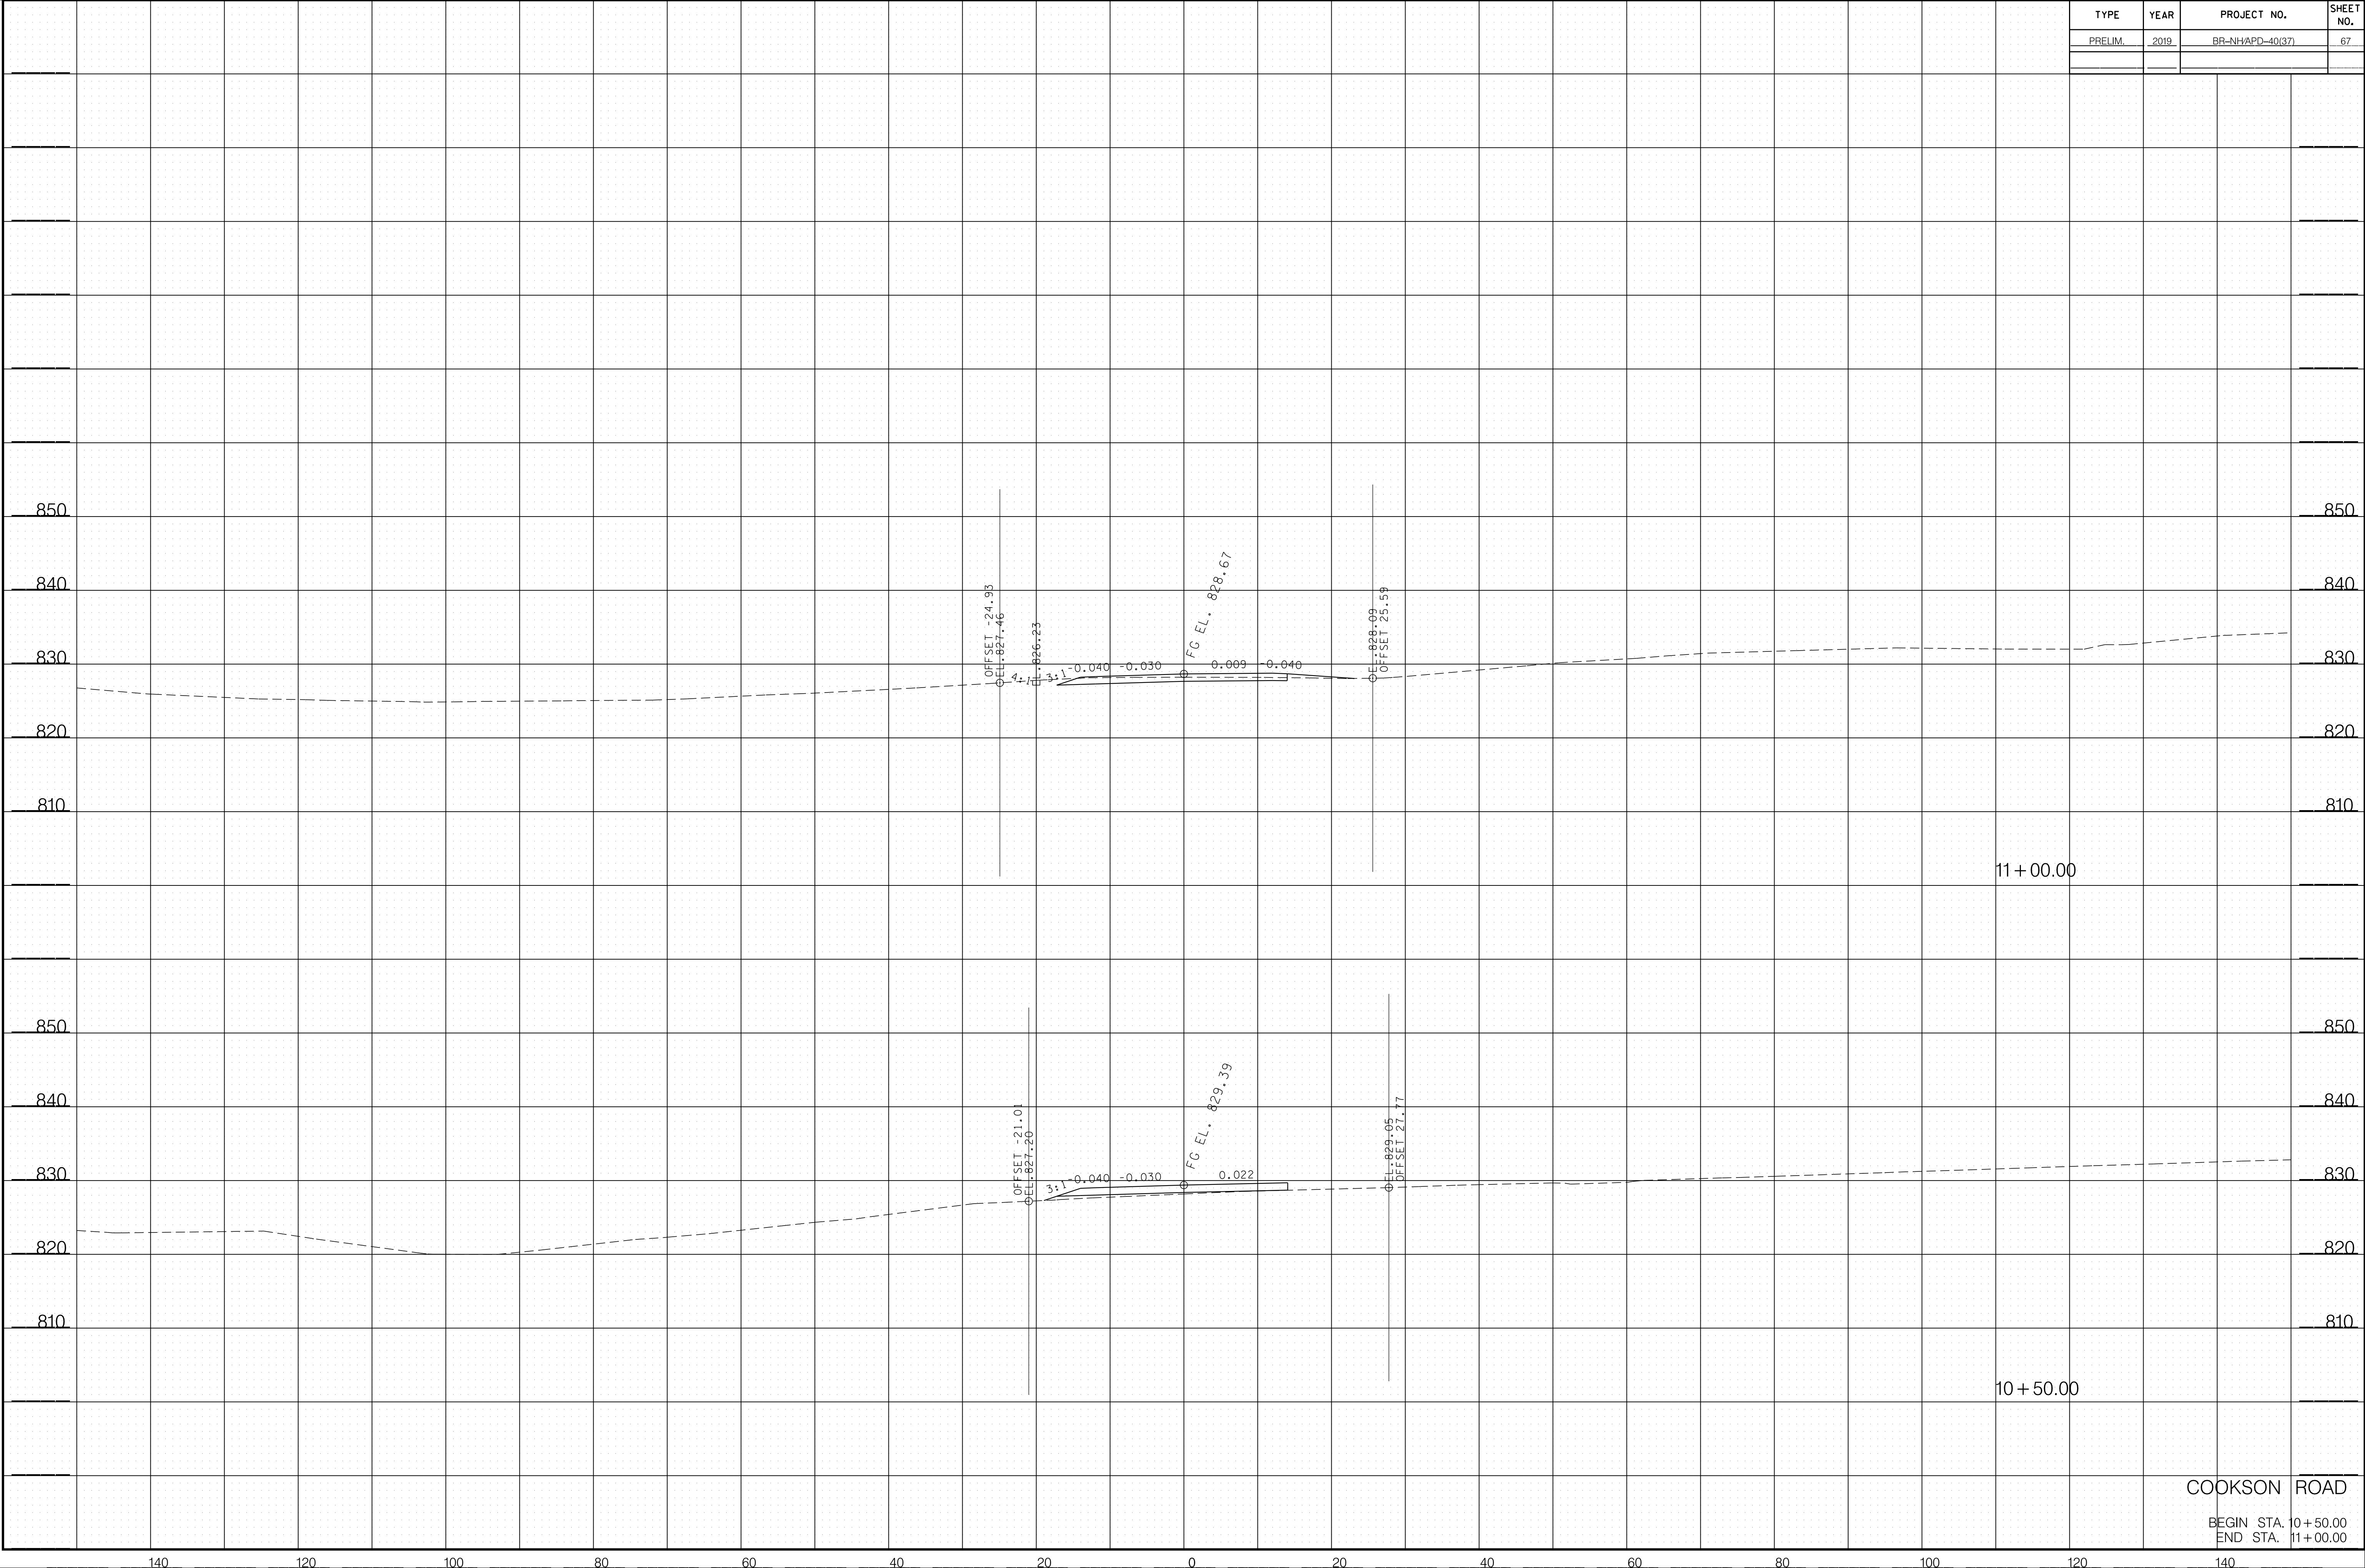 TYPE YEAR PROJECT NO. SHEET NO.
PRELIM. 2019 BR-NH/APD-40(37) 67
850 850
840 840
830 830
820 820
810 810
OFFSET -24.93
EL.827.46
EL.826.23
4:1
3:1
-0.040 -0.030
FG EL. 828.67
0.009 -0.040
EL.828.09
OFFSET 25.59
11+00.00
850 850
840 840
830 830
820 820
810 810
OFFSET -21.01
EL.827.20
3:1
-0.040 -0.030
FG EL. 829.39
0.022
EL.829.05
OFFSET 27.77
10+50.00
COOKSON ROAD
BEGIN STA. 10+50.00
END STA. 11+00.00
140 120 100 80 60 40 20 0 20 40 60 80 100 120 140